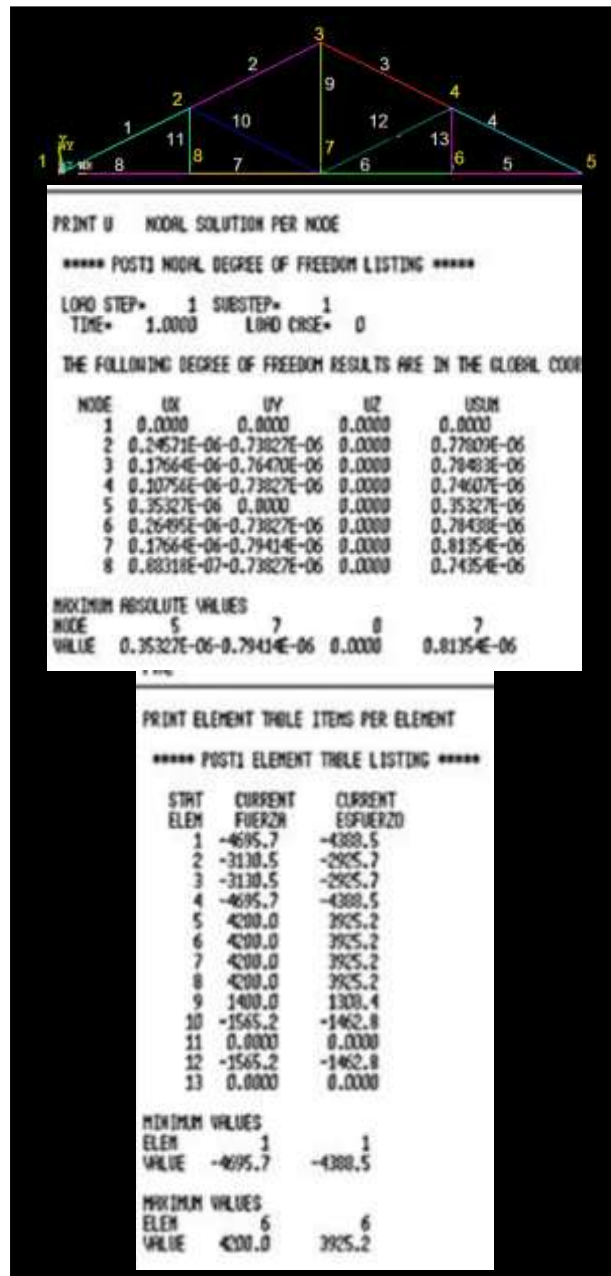 3
2
3
9
2
4
1
10
12
4
11
13
1
8
7
6
5
8
7
6
5
PRINT U NODAL SOLUTION PER NODE
***** POST1 NODAL DEGREE OF FREEDOM LISTING *****
LOAD STEP= 1 SUBSTEP= 1
TIME= 1.0000 LOAD CASE= 0
THE FOLLOWING DEGREE OF FREEDOM RESULTS ARE IN THE GLOBAL COOR
NODE UX UY UZ USUM
1 0.0000 0.0000 0.0000 0.0000
2 0.24571E-06-0.73827E-06 0.0000 0.77809E-06
3 0.17664E-06-0.76470E-06 0.0000 0.78483E-06
4 0.10756E-06-0.73827E-06 0.0000 0.74607E-06
5 0.35327E-06 0.0000 0.0000 0.35327E-06
6 0.26495E-06-0.73827E-06 0.0000 0.78438E-06
7 0.17664E-06-0.79414E-06 0.0000 0.81354E-06
8 0.88318E-07-0.73827E-06 0.0000 0.74354E-06
MAXIMUM ABSOLUTE VALUES
NODE 5 7 0 7
VALUE 0.35327E-06-0.79414E-06 0.0000 0.81354E-06
PRINT ELEMENT TABLE ITEMS PER ELEMENT
***** POST1 ELEMENT TABLE LISTING *****
STAT CURRENT CURRENT
ELEM FUERZA ESFUERZO
1 -4695.7 -4388.5
2 -3130.5 -2925.7
3 -3130.5 -2925.7
4 -4695.7 -4388.5
5 4200.0 3925.2
6 4200.0 3925.2
7 4200.0 3925.2
8 4200.0 3925.2
9 1400.0 1308.4
10 -1565.2 -1462.8
11 0.0000 0.0000
12 -1565.2 -1462.8
13 0.0000 0.0000
MINIMUM VALUES
ELEM 1 1
VALUE -4695.7 -4388.5
MAXIMUM VALUES
ELEM 6 6
VALUE 4200.0 3925.2